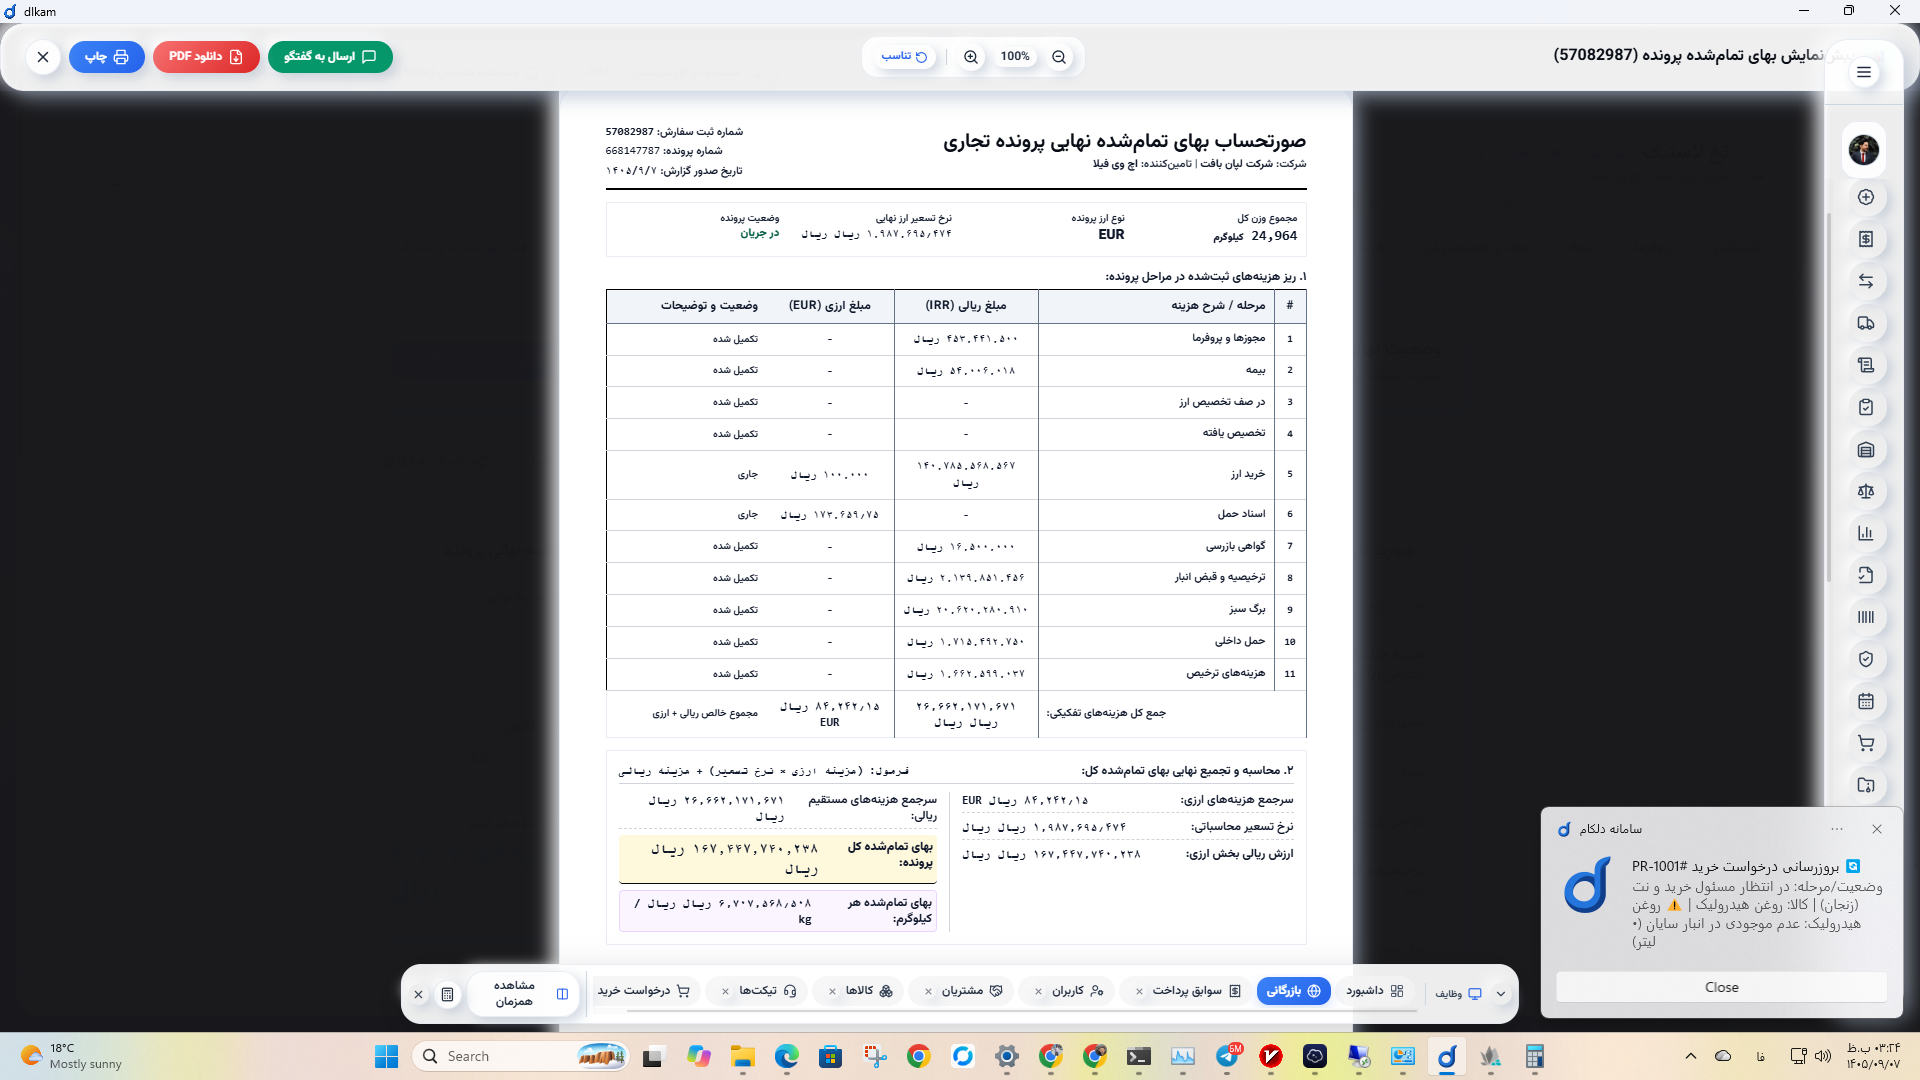 dlkam
پیش‌نمایش بهای تمام‌شده پرونده (57082987)
100%
تناسب
ارسال به گفتگو
دانلود PDF
چاپ
صورتحساب بهای تمام‌شده نهایی پرونده تجاری
شرکت: شرکت لپان بافت | تامین‌کننده: اچ وی فیلا
شماره ثبت سفارش: 57082987
شماره پرونده: 668147787
تاریخ صدور گزارش: ۱۴۰۵/۹/۷
مجموع وزن کل
24,964 کیلوگرم
نوع ارز پرونده
EUR
نرخ تسعیر ارز نهایی
۱.۹۸۷.۶۹۵٫۴۷۴ ریال ریال
وضعیت پرونده
در جریان
۱. ریز هزینه‌های ثبت‌شده در مراحل پرونده:
# مرحله / شرح هزینه مبلغ ریالی (IRR) مبلغ ارزی (EUR) وضعیت و توضیحات
1 مجوزها و پروفرما ۴۵۳.۴۴۱.۵۰۰ ریال - تکمیل شده
2 بیمه ۵۴.۰۰۶.۰۱۸ ریال - تکمیل شده
3 در صف تخصیص ارز - - تکمیل شده
4 تخصیص یافته - - تکمیل شده
5 خرید ارز ۱۴۰.۷۸۵.۵۶۸.۵۶۷ ریال ۱۰۰.۰۰۰ ریال جاری
6 اسناد حمل - ۱۷۳.۶۵۹٫۷۵ ریال جاری
7 گواهی بازرسی ۱۶.۵۰۰.۰۰۰ ریال - تکمیل شده
8 ترخیصیه و قبض انبار ۲.۱۳۹.۸۵۱.۴۵۶ ریال - تکمیل شده
9 برگ سبز ۲۰.۶۲۰.۲۸۰.۹۱۰ ریال - تکمیل شده
10 حمل داخلی ۱.۷۱۵.۴۹۲.۷۵۰ ریال - تکمیل شده
11 هزینه‌های ترخیص ۱.۶۶۲.۵۹۹.۰۳۷ ریال - تکمیل شده
جمع کل هزینه‌های تفکیکی: ۲۶,۶۶۲,۱۷۱,۶۷۱ ریال ریال ۸۴,۲۴۲٫۱۵ ریال EUR مجموع خالص ریالی + ارزی
۲. محاسبه و تجمیع نهایی بهای تمام‌شده کل:
فرمول: (هزینه ارزی × نرخ تسعیر) + هزینه ریالی
سرجمع هزینه‌های ارزی: ۸۴,۲۴۲٫۱۵ ریال EUR
نرخ تسعیر محاسباتی: ۱,۹۸۷,۶۹۵٫۴۷۴ ریال ریال
ارزش ریالی بخش ارزی: ۱۶۷,۴۴۷,۷۴۰,۲۳۸ ریال ریال
سرجمع هزینه‌های مستقیم ریالی: ۲۶,۶۶۲,۱۷۱,۶۷۱ ریال
بهای تمام‌شده کل پرونده: ۱۶۷,۴۴۷,۷۴۰,۲۳۸ ریال ریال
بهای تمام‌شده هر کیلوگرم: ۶,۷۰۷,۵۶۸٫۵۰۸ ریال ریال / kg
سامانه دلکام
بروزرسانی درخواست خرید #PR-1001
وضعیت/مرحله: در انتظار مسئول خرید و نت
(زنجان) | کالا: روغن هیدرولیک | روغن
هیدرولیک: عدم موجودی در انبار سایان (۰
لیتر)
Close
وظایف
داشبورد
بازرگانی
سوابق پرداخت
کاربران
مشتریان
کالاها
تیکت‌ها
درخواست خرید
مشاهده
همزمان
18°C
Mostly sunny
Search
6M
فا
۰۳:۲۴ ب.ظ
۱۴۰۵/۰۹/۰۷